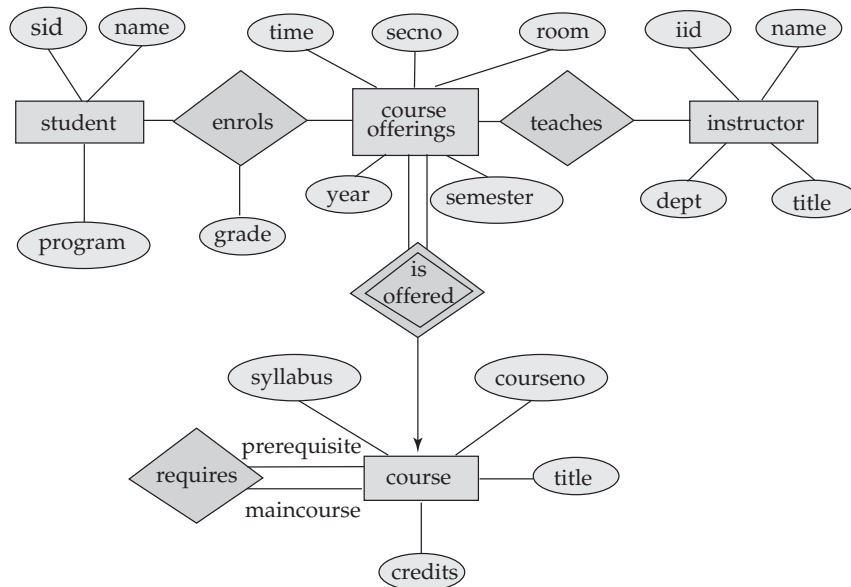 sid
name
time
secno
room
iid
name
student
enrols
course
offerings
teaches
instructor
program
grade
year
semester
dept
title
is
offered
syllabus
courseno
requires
prerequisite
maincourse
course
title
credits